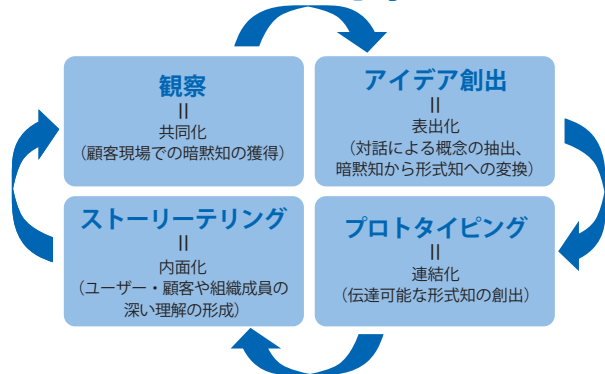 観察
=
共同化
（顧客現場での暗黙知の獲得）
アイデア創出
=
表出化
（対話による概念の抽出、
暗黙知から形式知への変換）
ストーリーテリング
=
内面化
（ユーザー・顧客や組織成員の
深い理解の形成）
プロトタイピング
=
連結化
（伝達可能な形式知の創出）